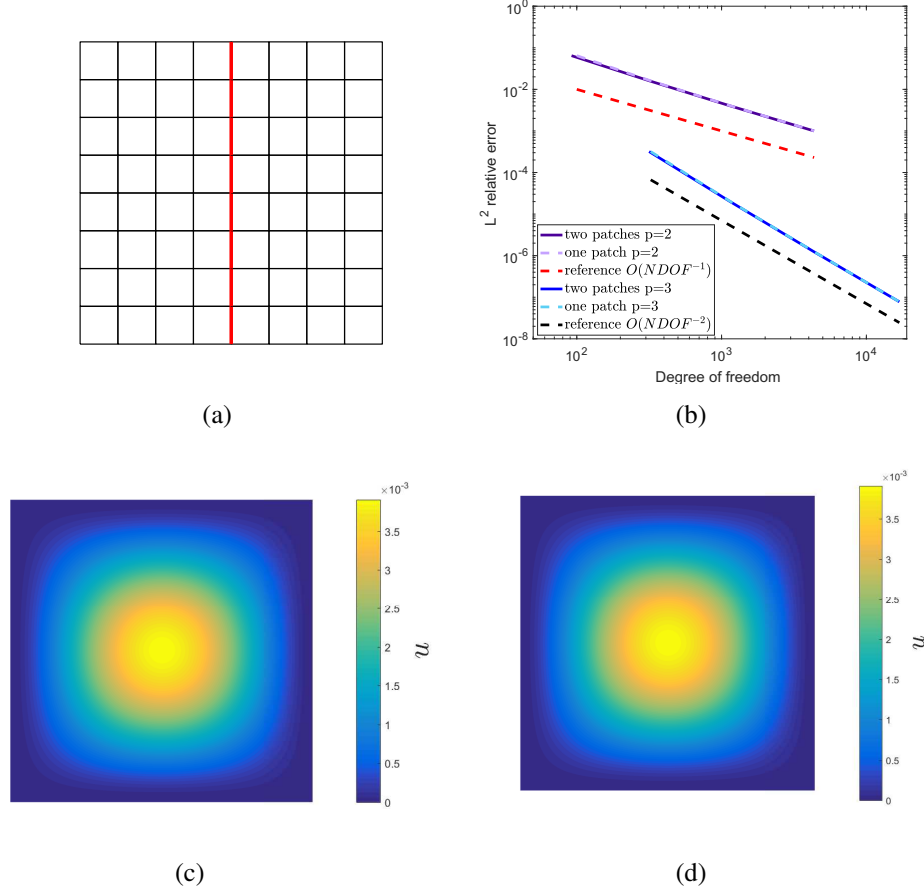 10^0
10^-2
10^-4
10^-6
10^-8
L^2 relative error
two patches p=2
one patch p=2
reference O(NDOF^-1)
two patches p=3
one patch p=3
reference O(NDOF^-2)
10^2
10^3
10^4
Degree of freedom
(a)
(b)
×10^-3
3.5
3
2.5
2
1.5
1
0.5
0
u
×10^-3
3.5
3
2.5
2
1.5
1
0.5
0
u
(c)
(d)